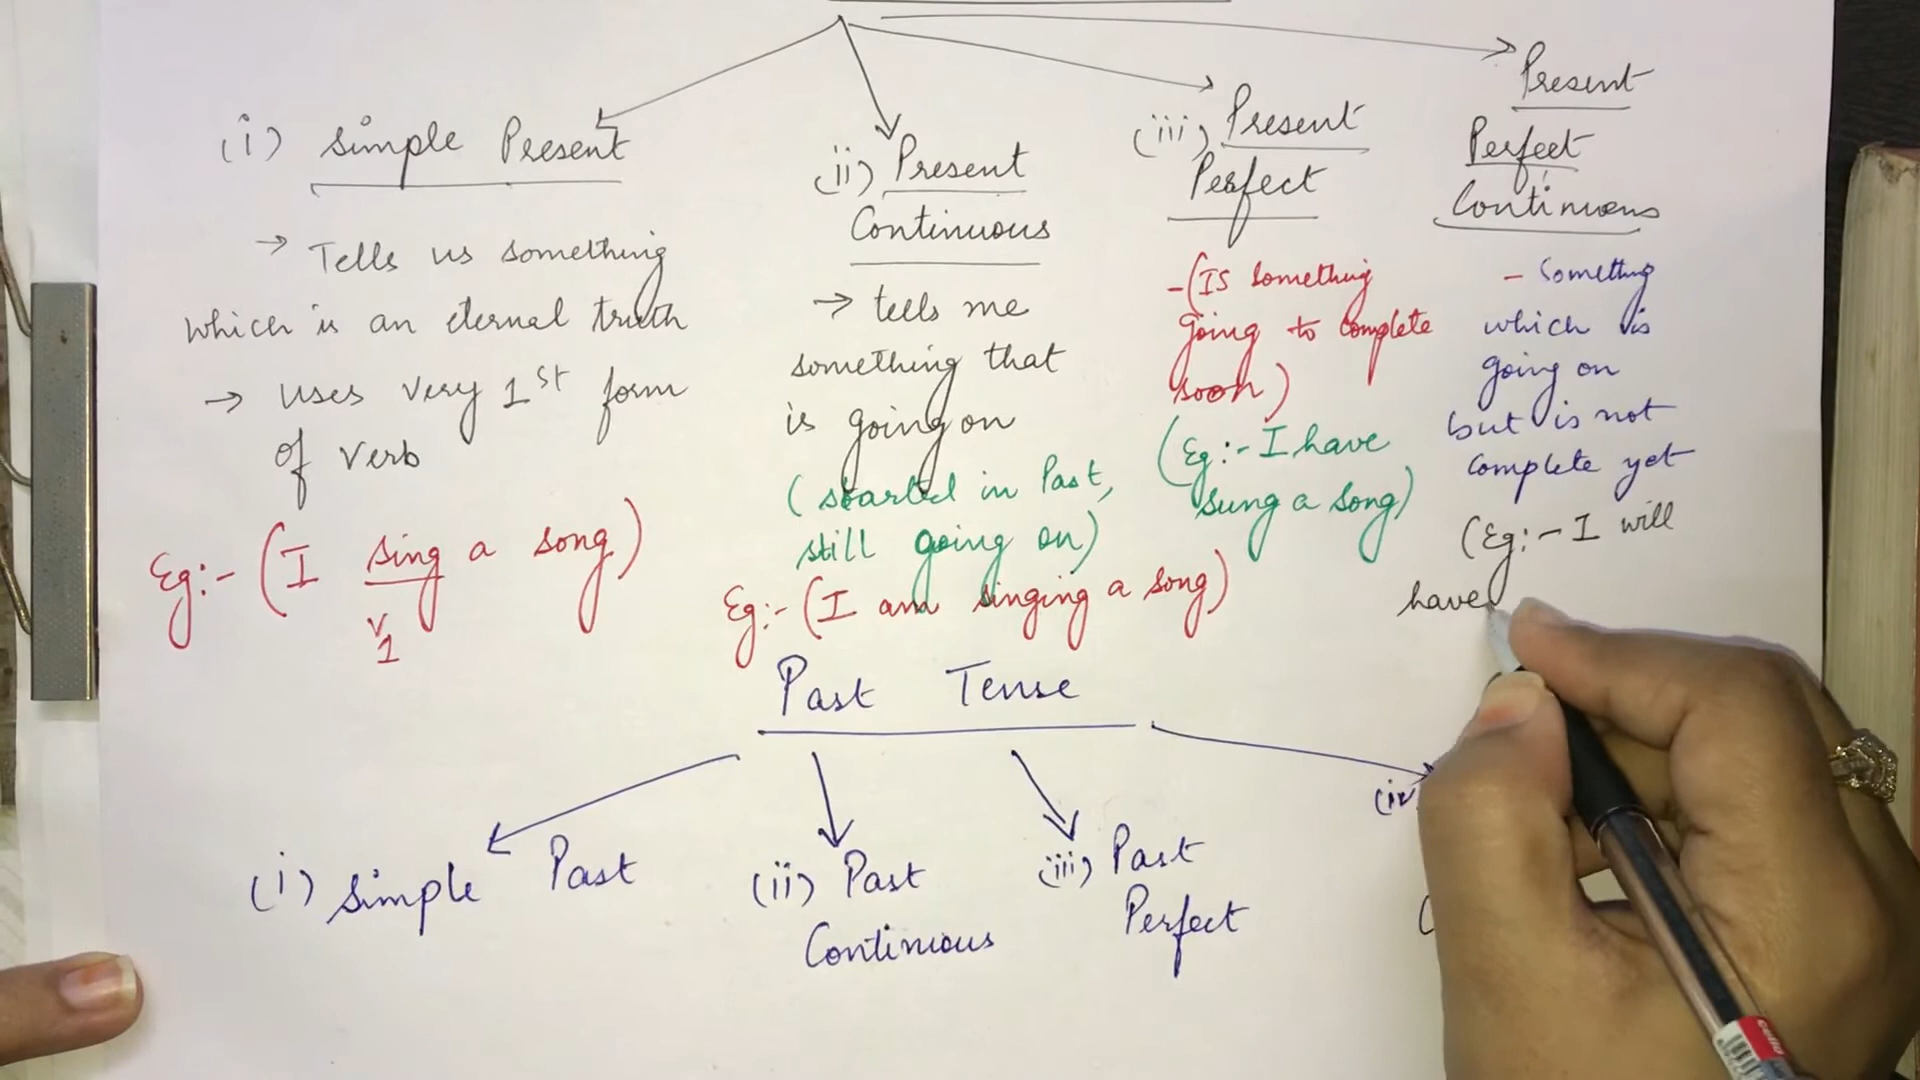 (i) Simple Present
→ Tells us something
which is an eternal truth
→ uses very 1st form
of verb
Eg:- (I sing a song)
V1
ii) Present
Continuous
→ tells me
something that
is going on
(started in Past,
still going on)
Eg:- (I am singing a song)
(iii) Present
Perfect
- (Is something
going to complete
soon)
(Eg:- I have
sung a song)
Present
Perfect
Continuous
- Something
which is
going on
but is not
complete yet
(Eg:- I will
have
Past Tense
(i) Simple Past
(ii) Past
Continuous
(iii) Past
Perfect
(iv
cello